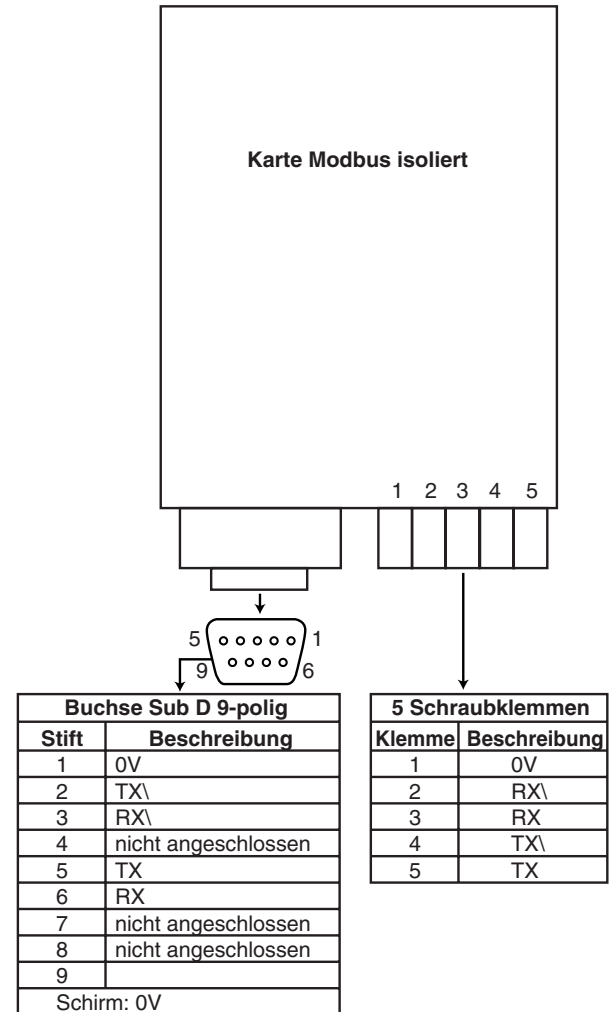 Karte Modbus isoliert
1 2 3 4 5
5 1
9 6
Buchse Sub D 9-polig
Stift Beschreibung
1 0V
2 TX\
3 RX\
4 nicht angeschlossen
5 TX
6 RX
7 nicht angeschlossen
8 nicht angeschlossen
9
Schirm: 0V
5 Schraubklemmen
Klemme Beschreibung
1 0V
2 RX\
3 RX
4 TX\
5 TX